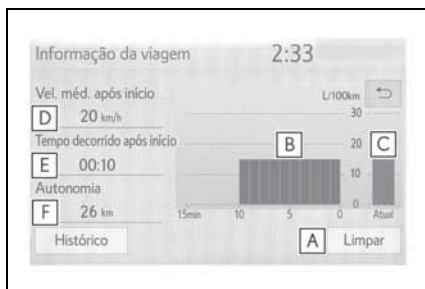 Informação da viagem 2:33
Vel. méd. após início L/100km
D 20 km/h 30
Tempo decorrido após início B 20 C
E 00:10 10
Autonomia 0
F 26 km 15min 10 5 0 Atual
Histórico A Limpar